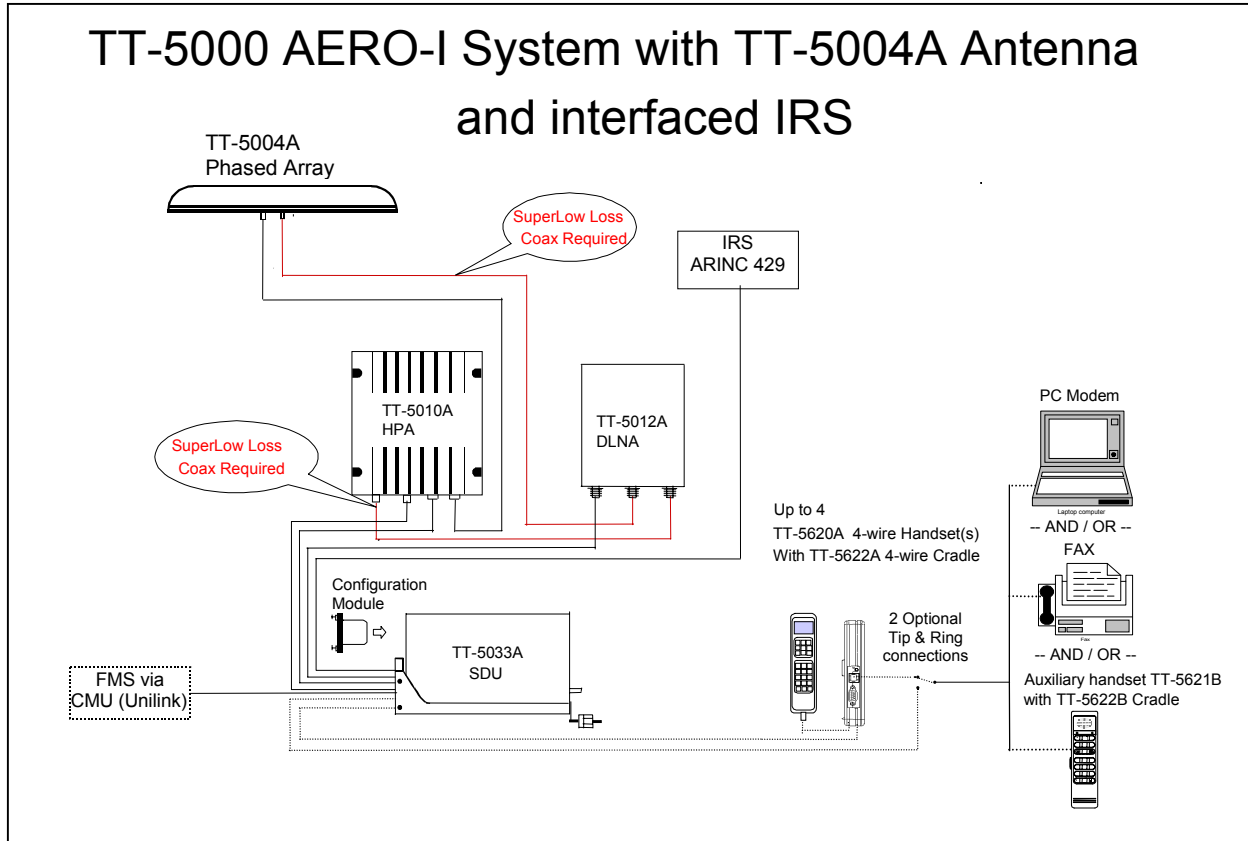 TT-5000 AERO-I System with TT-5004A Antenna
and interfaced IRS
TT-5004A
Phased Array
SuperLow Loss
Coax Required
IRS
ARINC 429
TT-5010A
HPA
TT-5012A
DLNA
SuperLow Loss
Coax Required
PC Modem
Laptop computer
-- AND / OR --
FAX
Fax
-- AND / OR --
Auxiliary handset TT-5621B
with TT-5622B Cradle
Up to 4
TT-5620A 4-wire Handset(s)
With TT-5622A 4-wire Cradle
2 Optional
Tip & Ring
connections
Configuration
Module
TT-5033A
SDU
FMS via
CMU (Unilink)